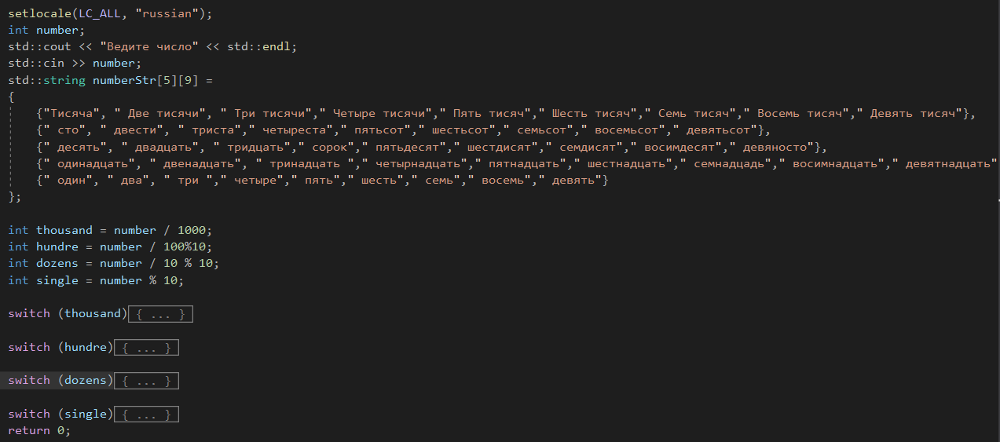 setlocale(LC_ALL, "russian");
int number;
std::cout << "Ведите число" << std::endl;
std::cin >> number;
std::string numberStr[5][9] =
{
{"Тисяча", " Две тисячи", " Три тисячи"," Четыре тисячи"," Пять тисяч"," Шесть тисяч"," Семь тисяч"," Восемь тисяч"," Девять тисяч"},
{" сто", " двести", " триста"," четыреста"," пятьсот"," шестьсот"," семьсот"," восемьсот"," девятьсот"},
{" десять", " двадцать", " тридцать"," сорок"," пятьдесят"," шестдисят"," семдисят"," восимдесят"," девяносто"},
{" одинадцать", " двенадцать", " тринадцать "," четырнадцать"," пятнадцать"," шестнадцать"," семнадцадь"," восимнадцать"," девятнадцать"
{" один", " два", " три "," четыре"," пять"," шесть"," семь"," восемь"," девять"}
};
int thousand = number / 1000;
int hundre = number / 100%10;
int dozens = number / 10 % 10;
int single = number % 10;
switch (thousand){ ... }
switch (hundre){ ... }
switch (dozens){ ... }
switch (single){ ... }
return 0;